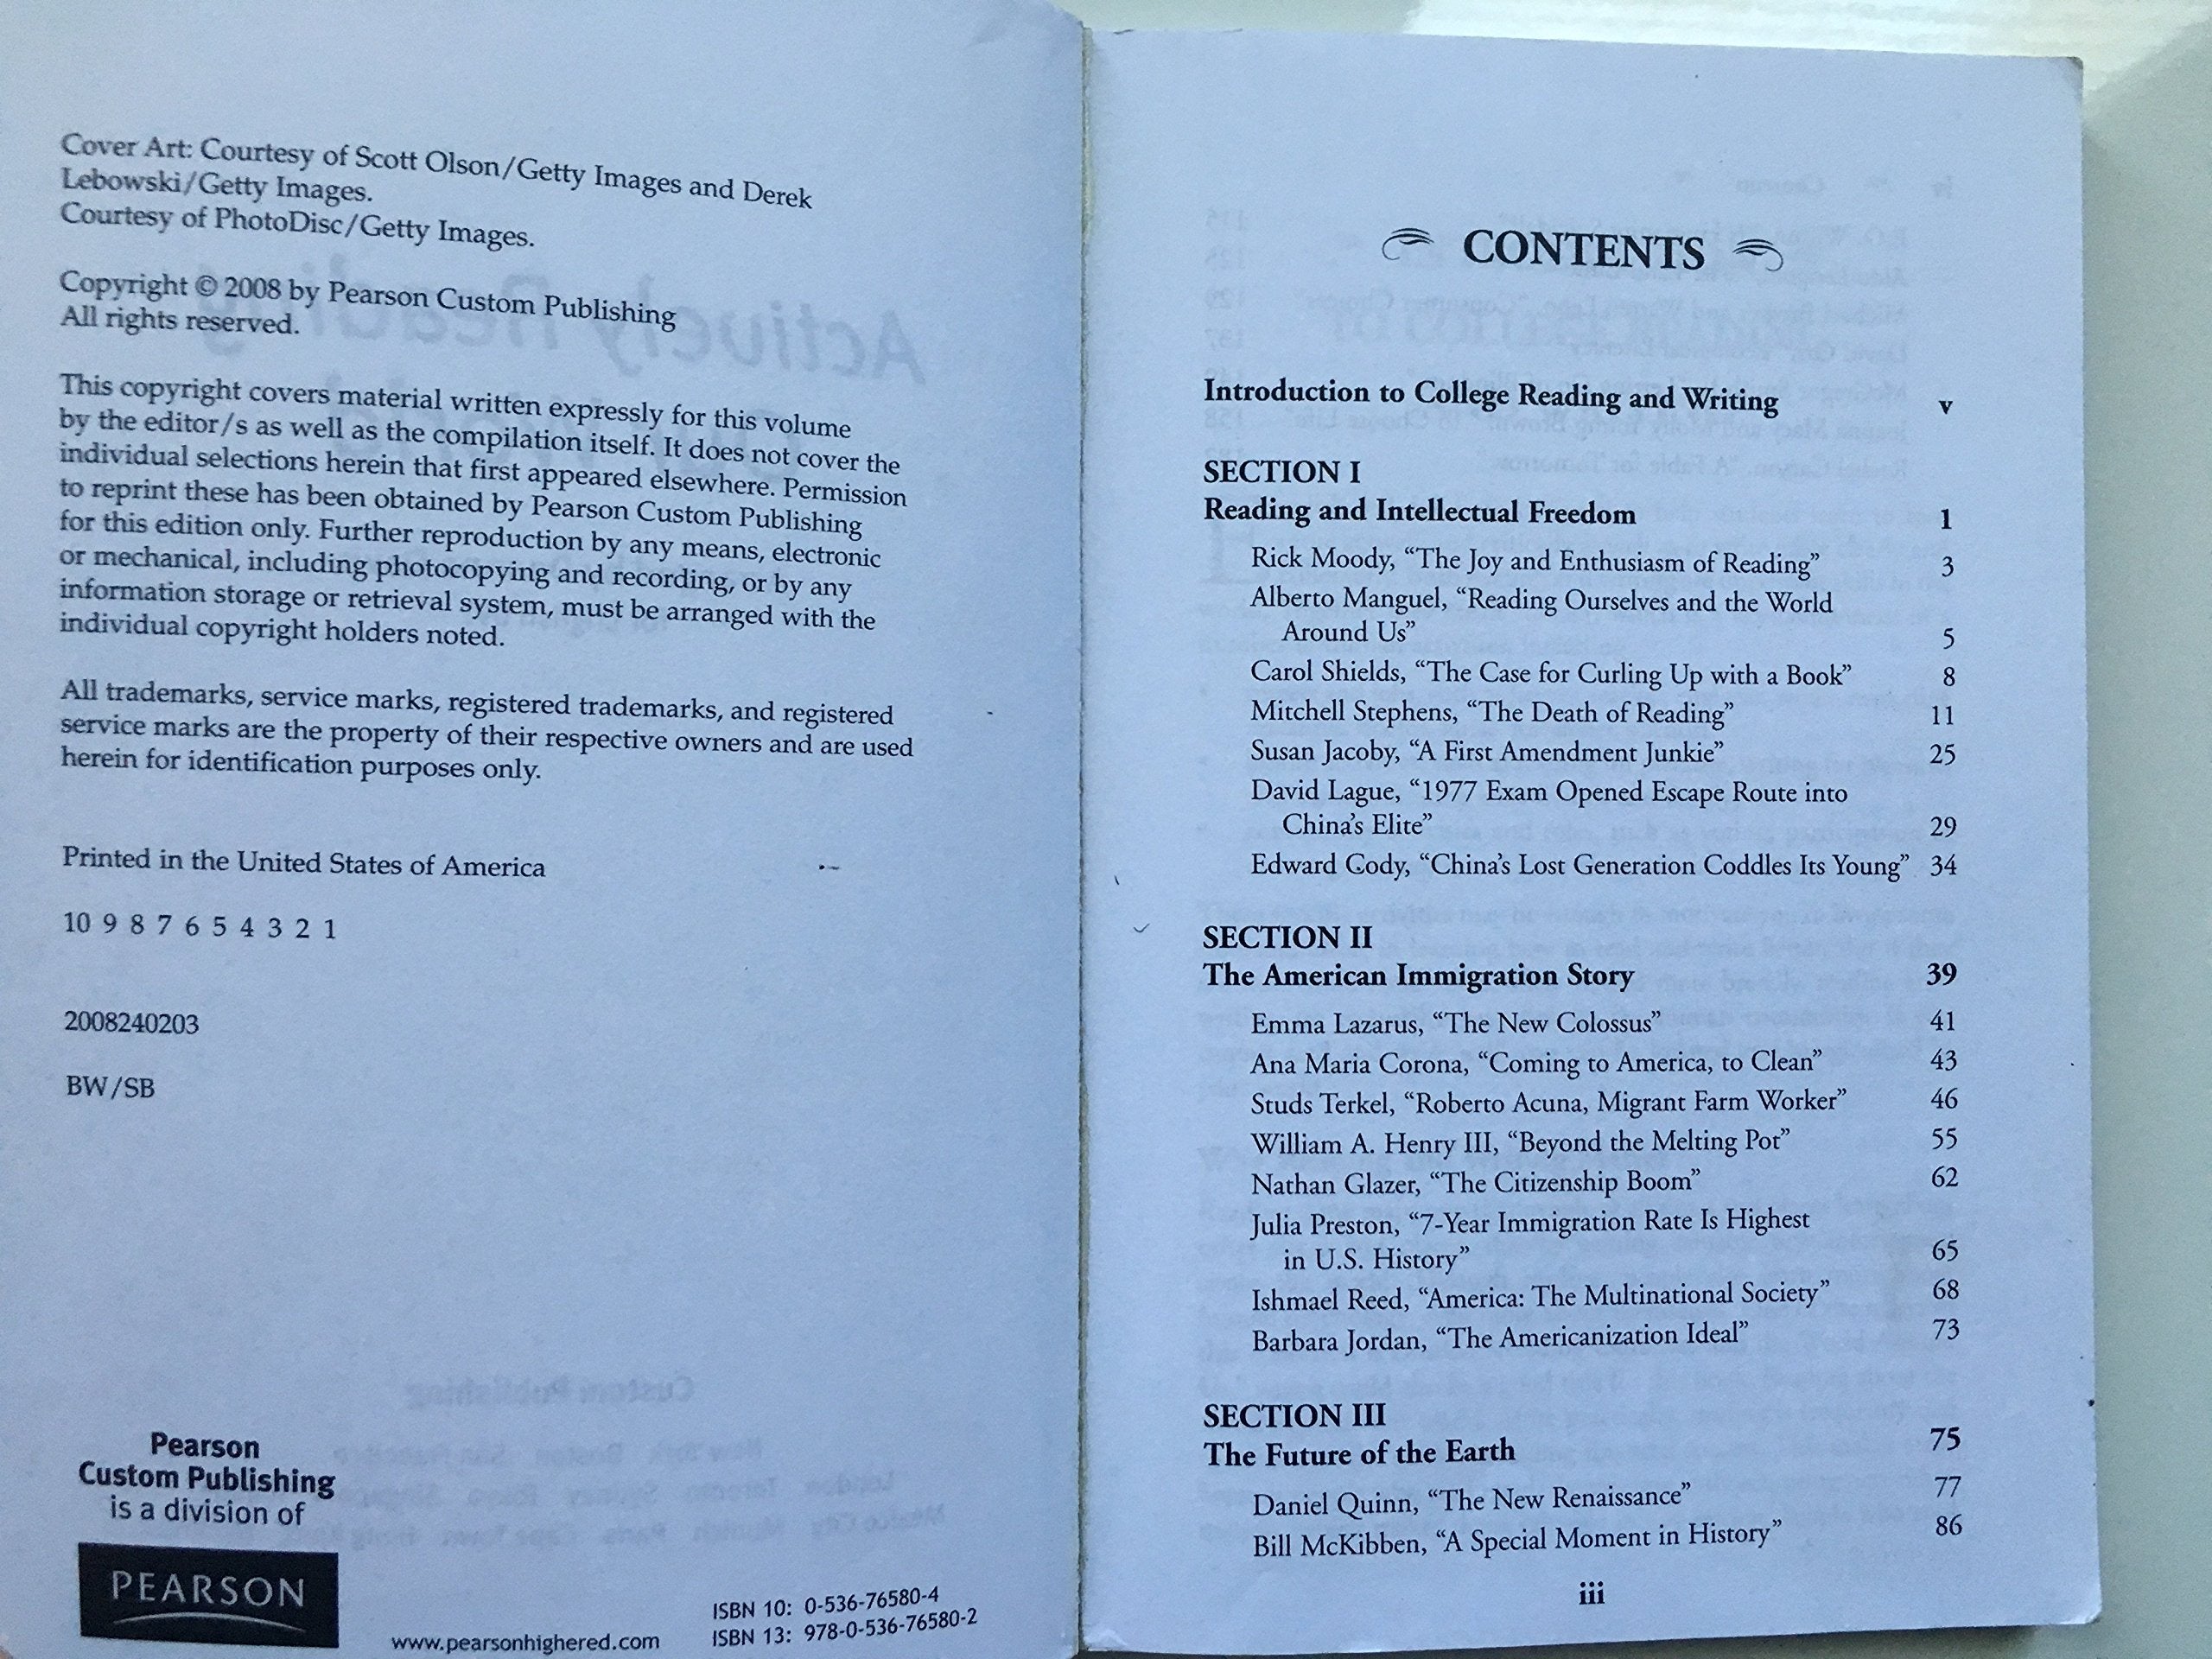 Cover Art: Courtesy of Scott Olson/Getty Images and Derek
Lebowski/Getty Images.
Courtesy of PhotoDisc/Getty Images.
Copyright © 2008 by Pearson Custom Publishing
All rights reserved.
This copyright covers material written expressly for this volume
by the editor/s as well as the compilation itself. It does not cover the
individual selections herein that first appeared elsewhere. Permission
to reprint these has been obtained by Pearson Custom Publishing
for this edition only. Further reproduction by any means, electronic
or mechanical, including photocopying and recording, or by any
information storage or retrieval system, must be arranged with the
individual copyright holders noted.
All trademarks, service marks, registered trademarks, and registered
service marks are the property of their respective owners and are used
herein for identification purposes only.
Printed in the United States of America
10 9 8 7 6 5 4 3 2 1
2008240203
BW/SB
Pearson
Custom Publishing
is a division of
PEARSON
www.pearsonhighered.com
ISBN 10: 0-536-76580-4
ISBN 13: 978-0-536-76580-2
CONTENTS
Introduction to College Reading and Writing v
SECTION I
Reading and Intellectual Freedom 1
Rick Moody, “The Joy and Enthusiasm of Reading” 3
Alberto Manguel, “Reading Ourselves and the World
Around Us” 5
Carol Shields, “The Case for Curling Up with a Book” 8
Mitchell Stephens, “The Death of Reading” 11
Susan Jacoby, “A First Amendment Junkie” 25
David Lague, “1977 Exam Opened Escape Route into
China’s Elite” 29
Edward Cody, “China’s Lost Generation Coddles Its Young” 34
SECTION II
The American Immigration Story 39
Emma Lazarus, “The New Colossus” 41
Ana Maria Corona, “Coming to America, to Clean” 43
Studs Terkel, “Roberto Acuna, Migrant Farm Worker” 46
William A. Henry III, “Beyond the Melting Pot” 55
Nathan Glazer, “The Citizenship Boom” 62
Julia Preston, “7-Year Immigration Rate Is Highest
in U.S. History” 65
Ishmael Reed, “America: The Multinational Society” 68
Barbara Jordan, “The Americanization Ideal” 73
SECTION III
The Future of the Earth 75
Daniel Quinn, “The New Renaissance” 77
Bill McKibben, “A Special Moment in History” 86
iii